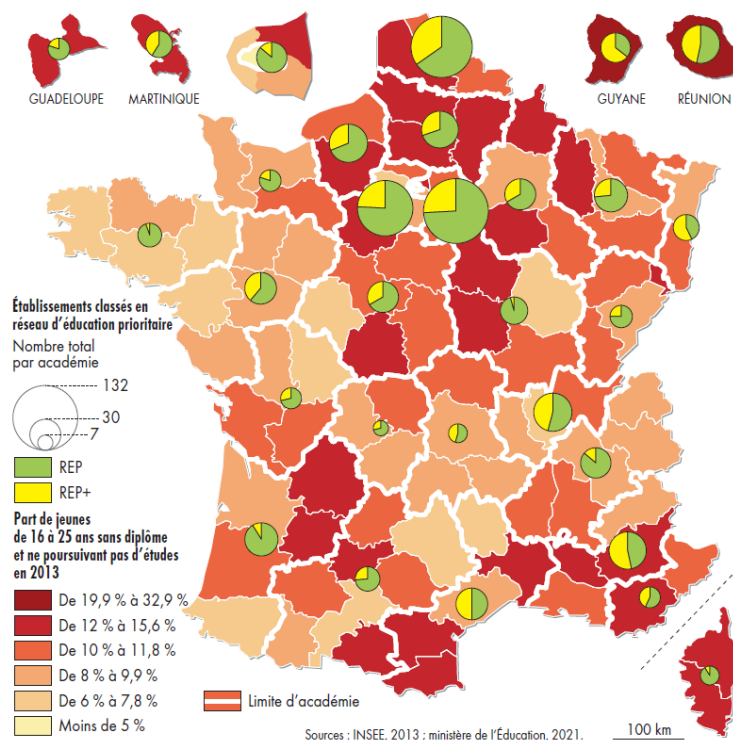 GUADELOUPE
MARTINIQUE
GUYANE
RÉUNION
Établissements classés en
réseau d'éducation prioritaire
Nombre total
par académie
132
30
7
REP
REP+
Part de jeunes
de 16 à 25 ans sans diplôme
et ne poursuivant pas d'études
en 2013
De 19,9 % à 32,9 %
De 12 % à 15,6 %
De 10 % à 11,8 %
De 8 % à 9,9 %
De 6 % à 7,8 %
Moins de 5 %
Limite d'académie
Sources : INSEE, 2013 ; ministère de l'Éducation, 2021.
100 km